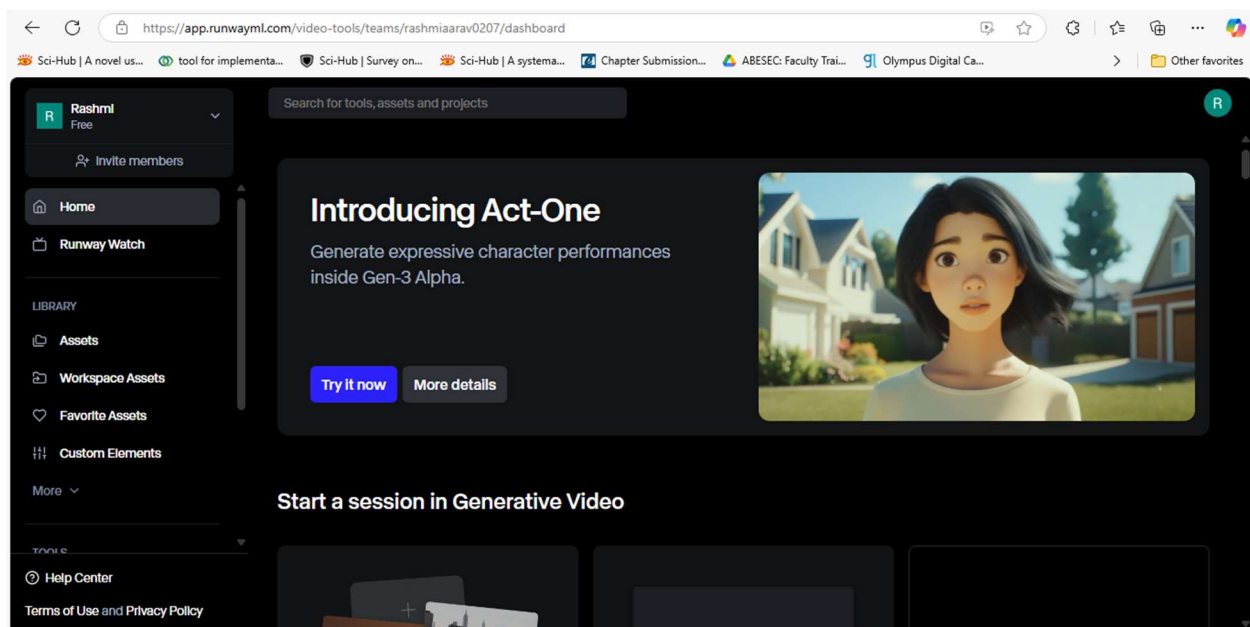 https://app.runwayml.com/video-tools/teams/rashmiaarav0207/dashboard
Sci-Hub | A novel us... tool for implementa... Sci-Hub | Survey on... Sci-Hub | A systema... Chapter Submission... ABESEC: Faculty Trai... Olympus Digital Ca... Other favorites
R
Rashmi
Free
Invite members
Search for tools, assets and projects
R
Home
Runway Watch
LIBRARY
Assets
Workspace Assets
Favorite Assets
Custom Elements
More
TOOLS
Help Center
Terms of Use and Privacy Policy
Introducing Act-One
Generate expressive character performances
inside Gen-3 Alpha.
Try it now More details
Start a session in Generative Video